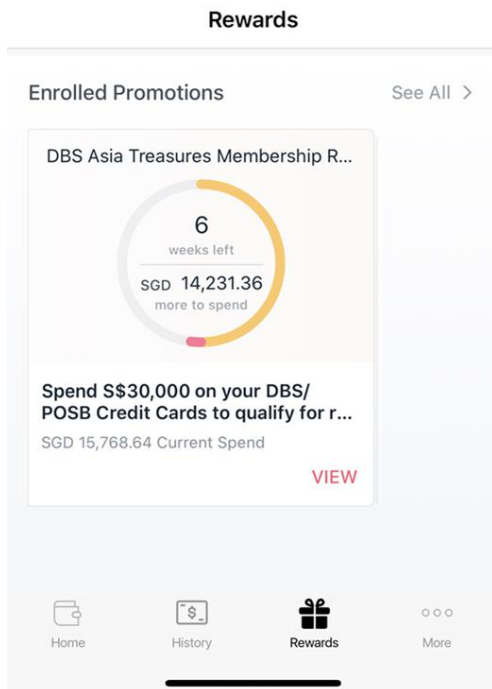 Rewards
Enrolled Promotions
See All >
DBS Asia Treasures Membership R...
6
weeks left
SGD 14,231.36
more to spend
Spend S$30,000 on your DBS/
POSB Credit Cards to qualify for r...
SGD 15,768.64 Current Spend
VIEW
$
Home
History
Rewards
More